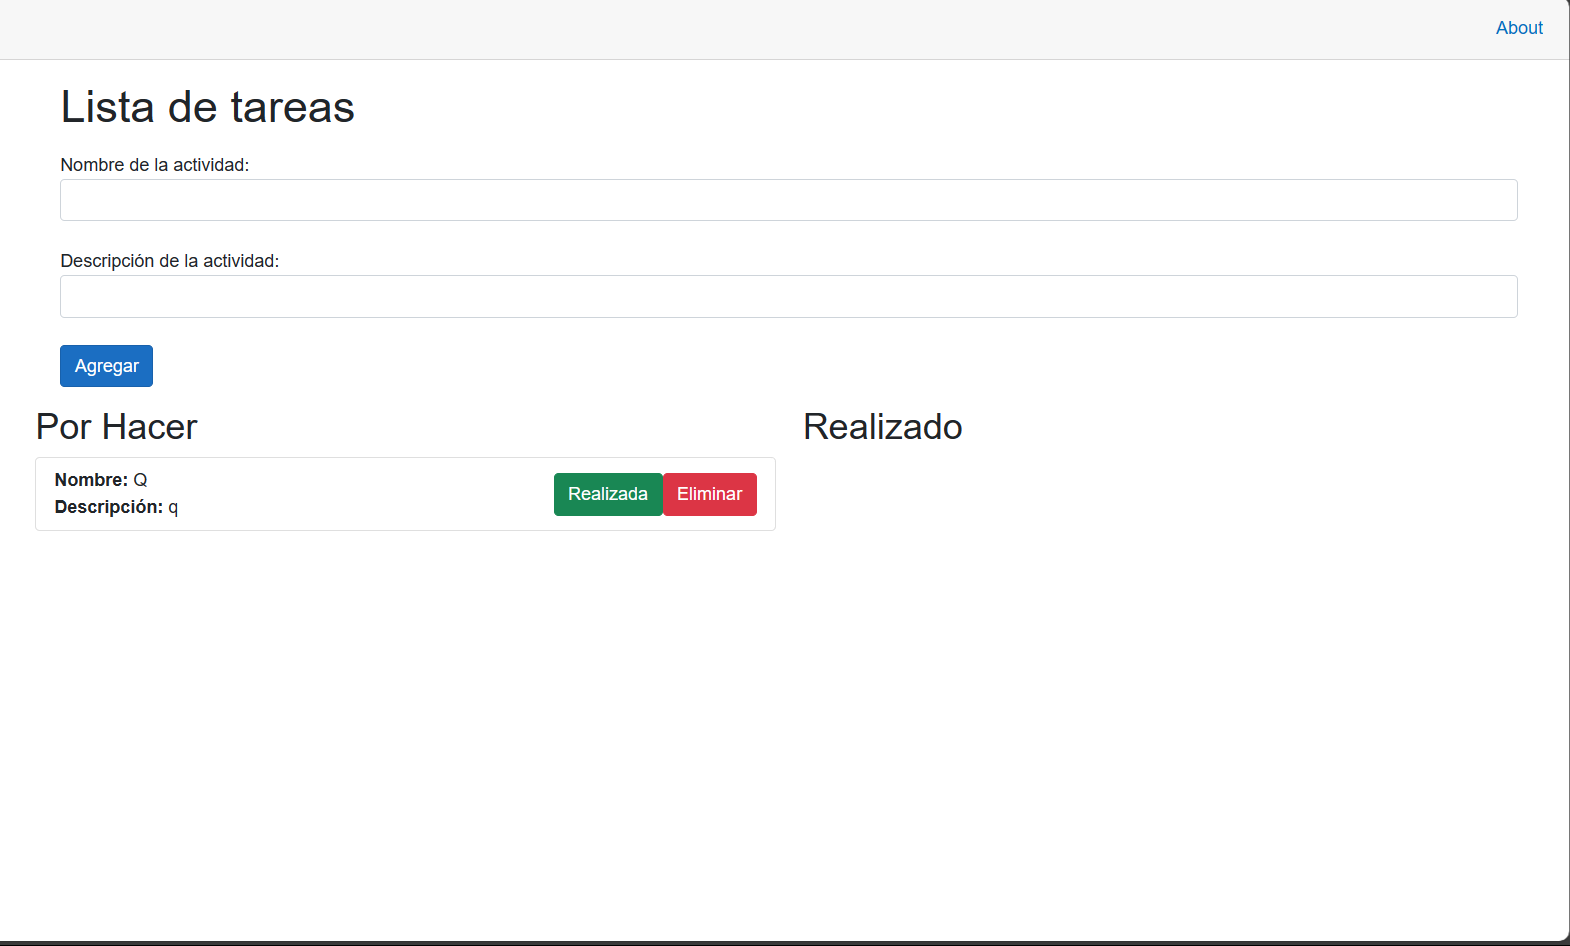 About
Lista de tareas
Nombre de la actividad:
Descripción de la actividad:
Agregar
Por Hacer
Nombre: Q
Descripción: q
Realizada
Eliminar
Realizado